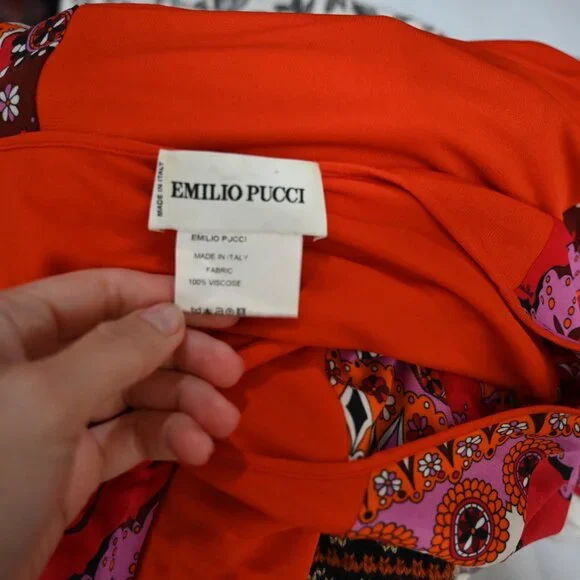 MADE IN ITALY
EMILIO PUCCI
EMILIO PUCCI
MADE IN ITALY
FABRIC
100% VISCOSE